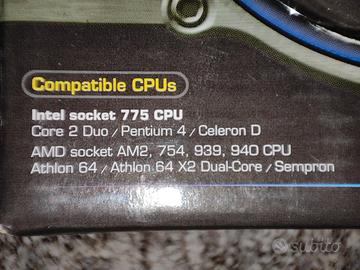 Compatible CPUs
Intel socket 775 CPU
Core 2 Duo / Pentium 4 / Celeron D
AMD socket AM2, 754, 939, 940 CPU
Athlon 64 / Athlon 64 X2 Dual-Core / Sempron
subito